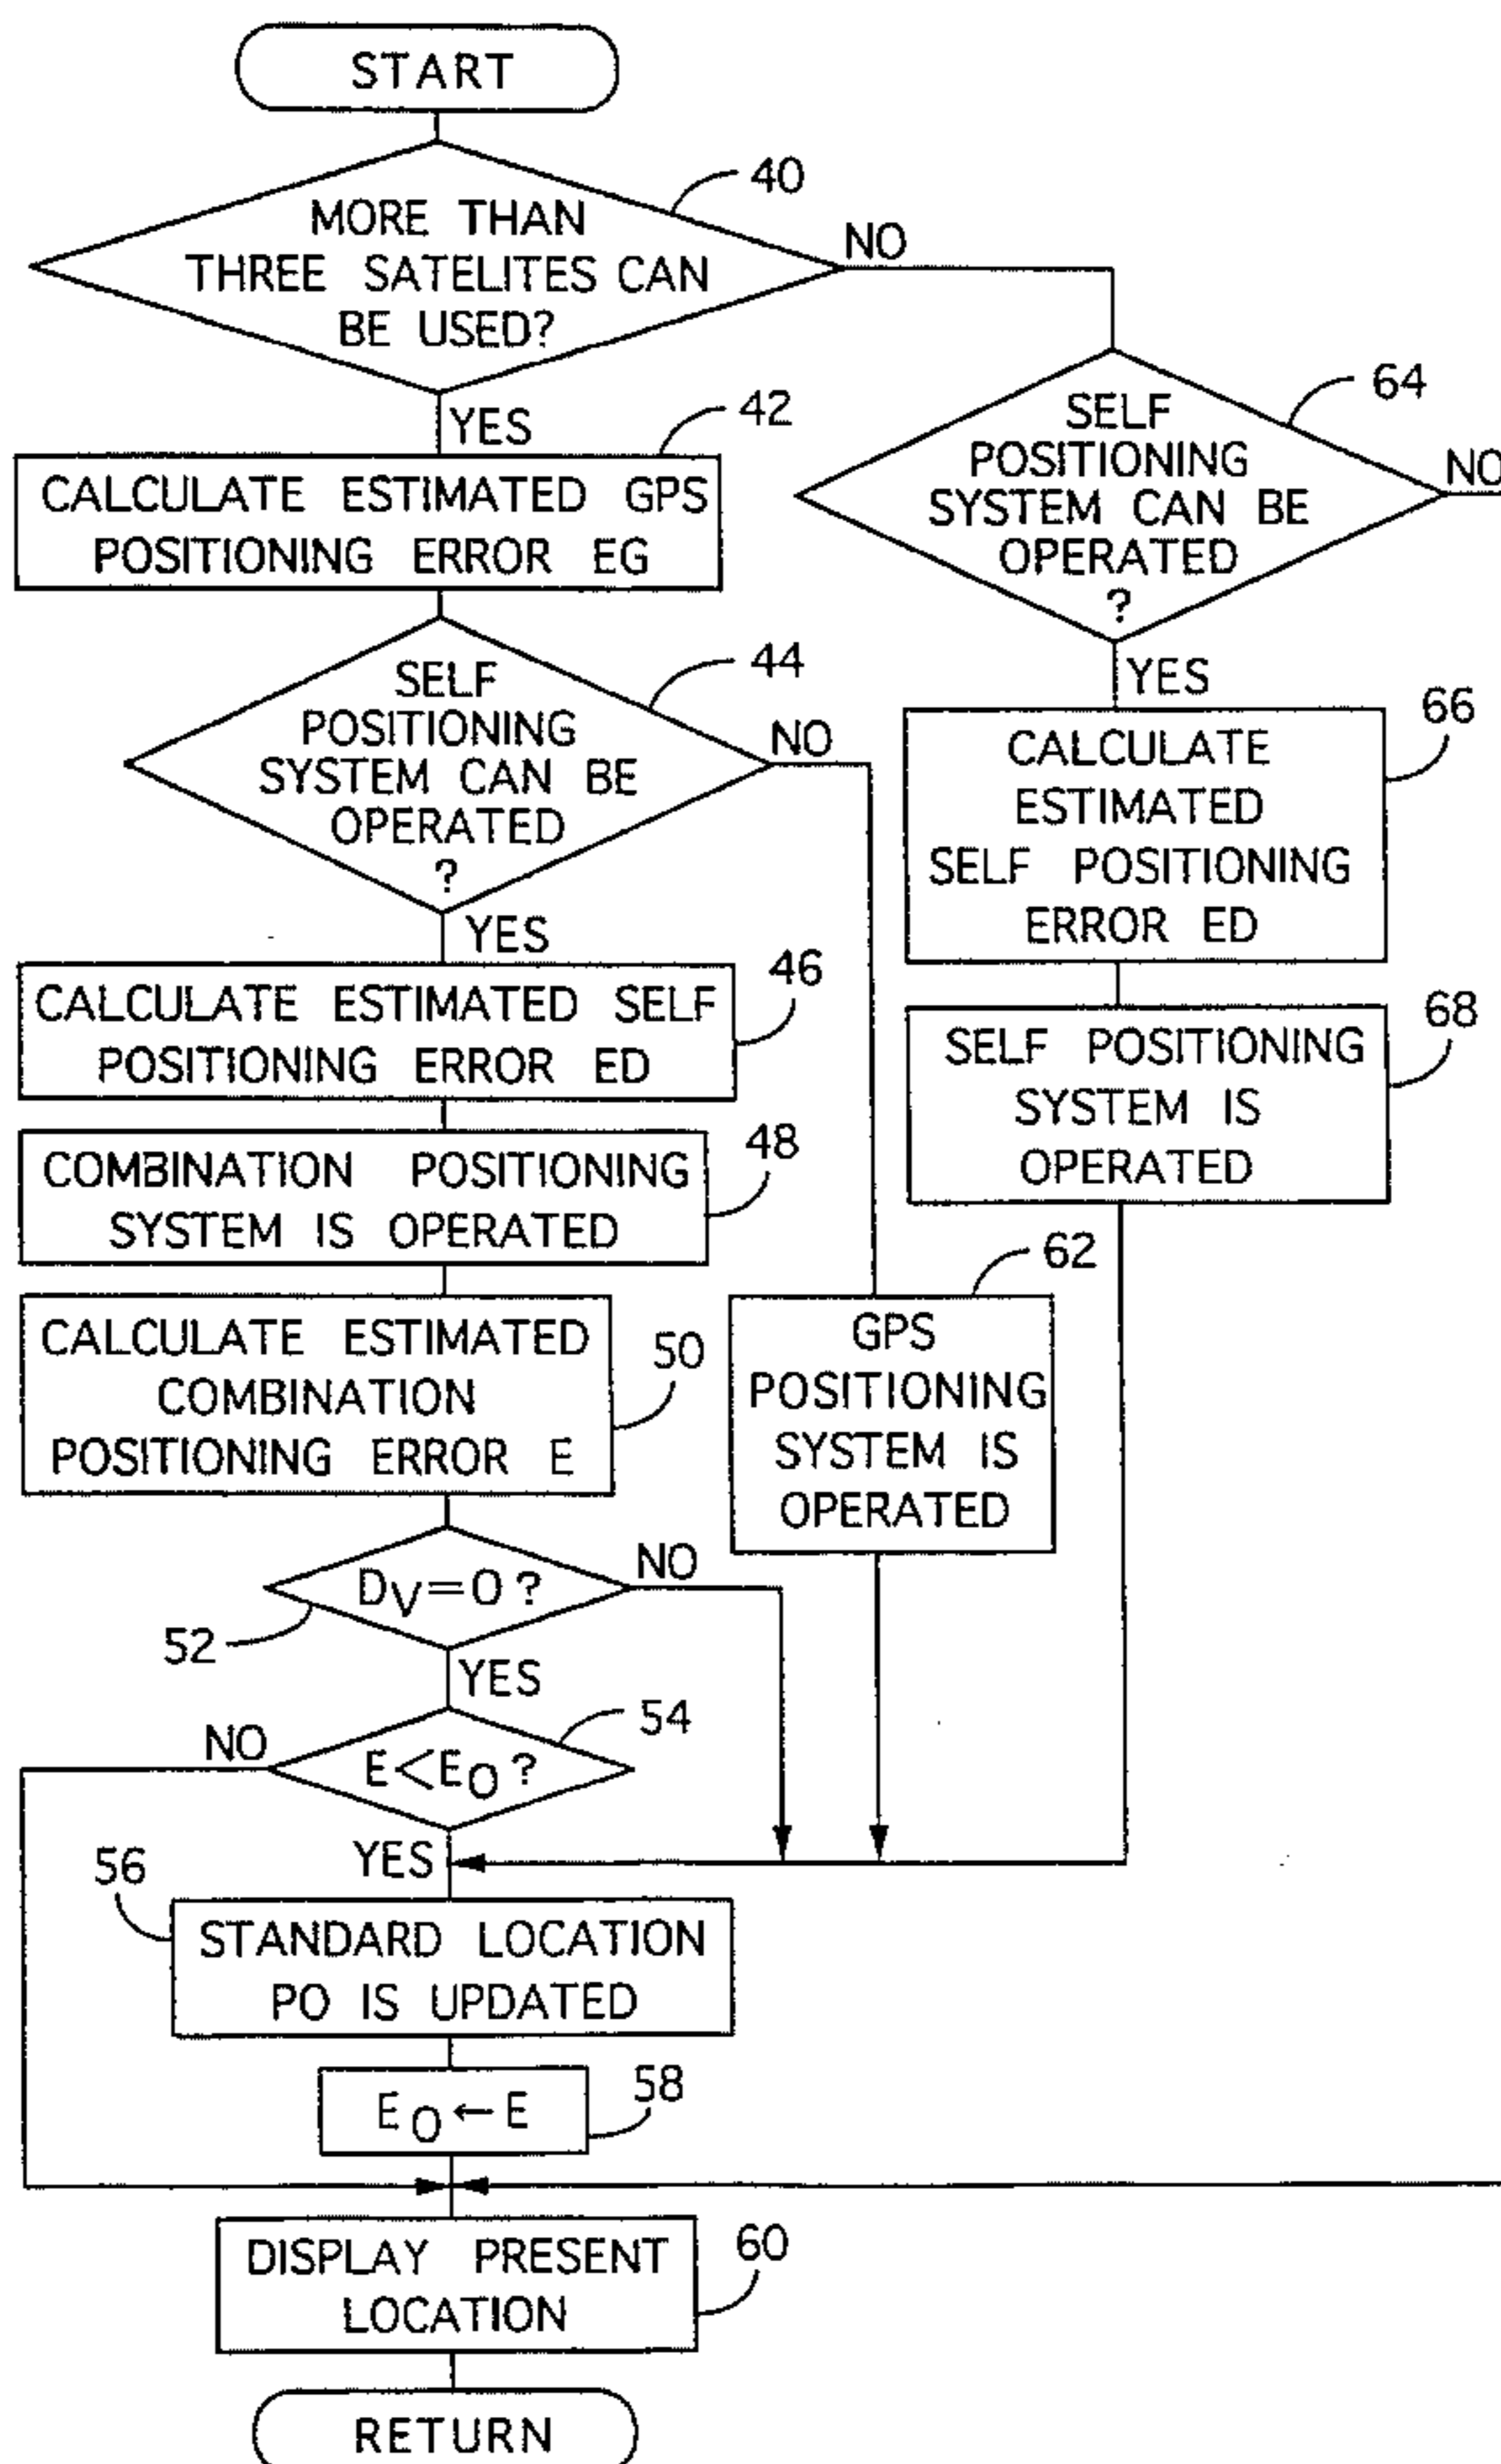 START
40
MORE THAN
THREE SATELITES CAN
BE USED?
NO
YES
42
CALCULATE ESTIMATED GPS
POSITIONING ERROR EG
64
SELF
POSITIONING
SYSTEM CAN BE
OPERATED
?
NO
YES
44
SELF
POSITIONING
SYSTEM CAN BE
OPERATED
?
NO
YES
66
CALCULATE
ESTIMATED
SELF POSITIONING
ERROR ED
46
CALCULATE ESTIMATED SELF
POSITIONING ERROR ED
68
SELF POSITIONING
SYSTEM IS
OPERATED
48
COMBINATION POSITIONING
SYSTEM IS OPERATED
62
GPS
POSITIONING
SYSTEM IS
OPERATED
50
CALCULATE ESTIMATED
COMBINATION
POSITIONING ERROR E
DV=0?
NO
52
YES
54
NO
E<EO?
YES
56
STANDARD LOCATION
PO IS UPDATED
58
EO←E
60
DISPLAY PRESENT
LOCATION
RETURN